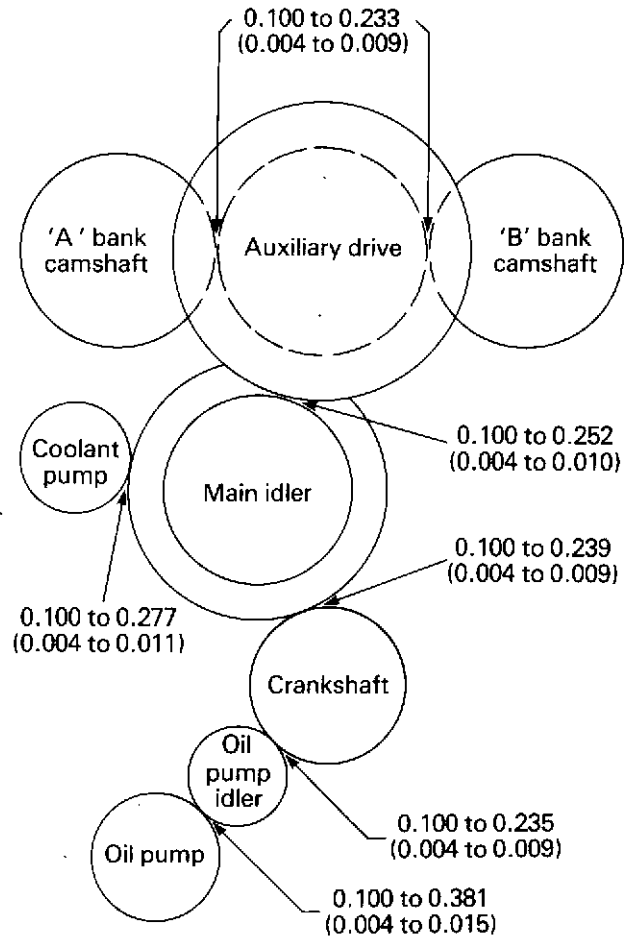 0.100 to 0.233
(0.004 to 0.009)
'A' bank
camshaft
Auxiliary drive
'B' bank
camshaft
0.100 to 0.252
(0.004 to 0.010)
Coolant
pump
Main idler
0.100 to 0.239
(0.004 to 0.009)
0.100 to 0.277
(0.004 to 0.011)
Crankshaft
Oil
pump
idler
0.100 to 0.235
(0.004 to 0.009)
Oil pump
0.100 to 0.381
(0.004 to 0.015)